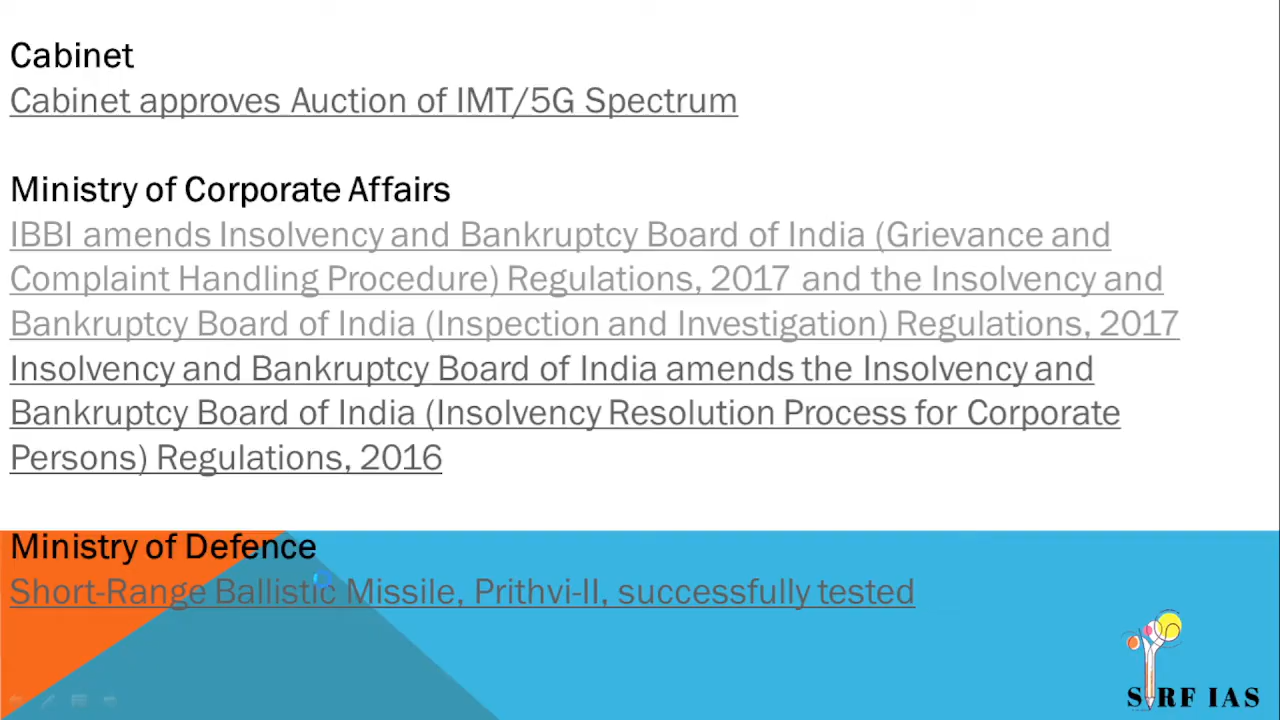 Cabinet
Cabinet approves Auction of IMT/5G Spectrum
Ministry of Corporate Affairs
IBBI amends Insolvency and Bankruptcy Board of India (Grievance and
Complaint Handling Procedure) Regulations, 2017 and the Insolvency and
Bankruptcy Board of India (Inspection and Investigation) Regulations, 2017
Insolvency and Bankruptcy Board of India amends the Insolvency and
Bankruptcy Board of India (Insolvency Resolution Process for Corporate
Persons) Regulations, 2016
Ministry of Defence
Short-Range Ballistic Missile, Prithvi-II, successfully tested
SIRF IAS